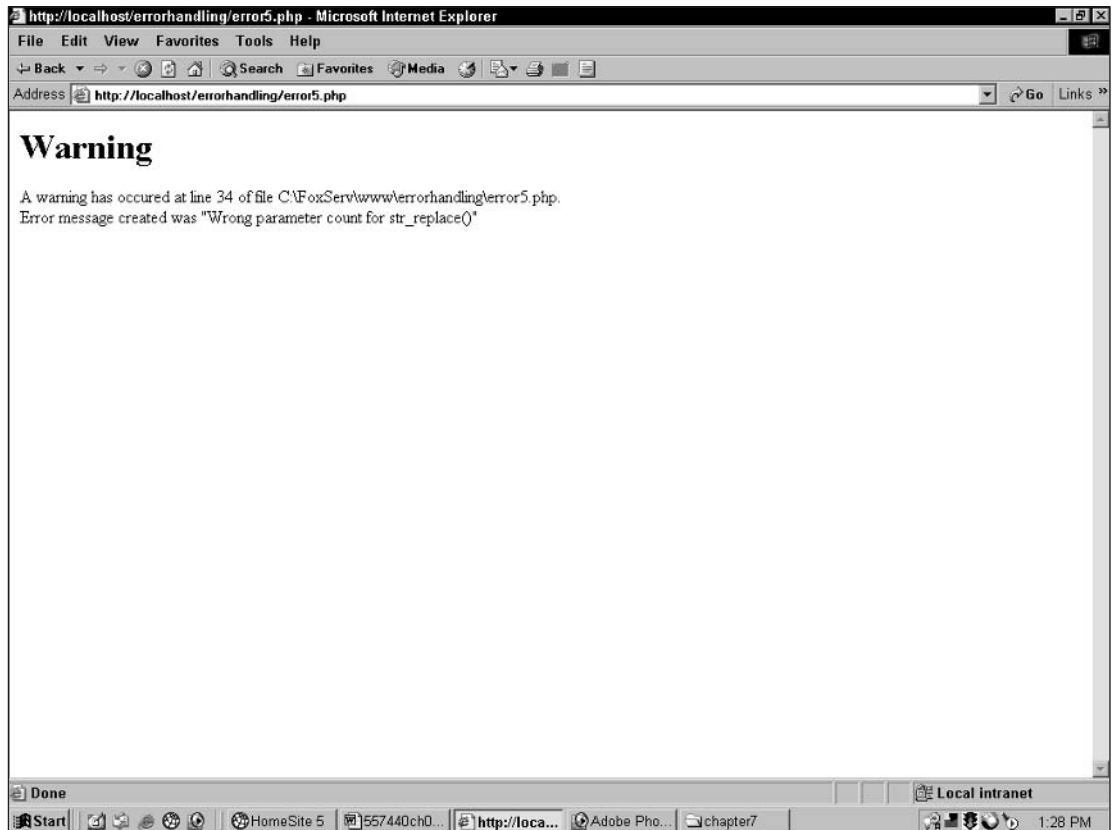 http://localhost/errorhandling/error5.php - Microsoft Internet Explorer
File Edit View Favorites Tools Help
Back Search Favorites Media
Address http://localhost/errorhandling/error5.php Go Links »
Warning
A warning has occured at line 34 of file C:\FoxServ\www\errorhandling\error5.php.
Error message created was "Wrong parameter count for str_replace()"
Done Local intranet
Start HomeSite 5 557440ch0... http://loca... Adobe Pho... chapter7 1:28 PM